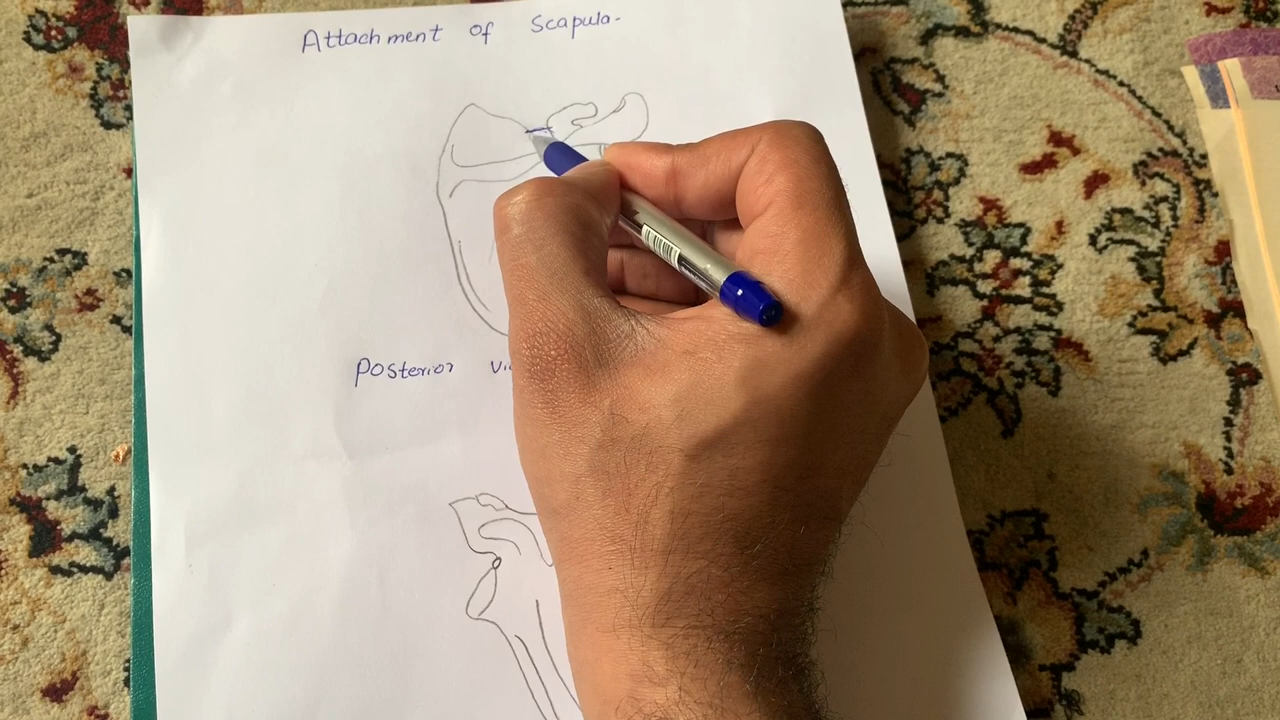 Attachment of Scapula-
Posterior